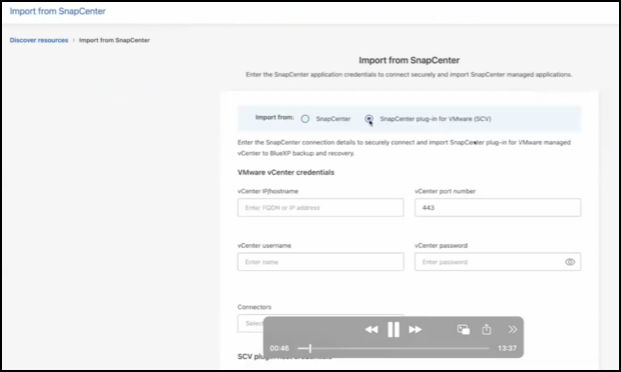 Import from SnapCenter
Discover resources > Import from SnapCenter
Import from SnapCenter
Enter the SnapCenter application credentials to connect securely and import SnapCenter managed applications.
Import from: SnapCenter SnapCenter plug-in for VMware (SCV)
Enter the SnapCenter connection details to securely connect and import SnapCenter plug-in for VMware managed
vCenter to BlueXP backup and recovery.
VMware vCenter credentials
vCenter IP/hostname vCenter port number
Enter FQDN or IP address 443
vCenter username vCenter password
Enter name Enter password
Connectors
Select
00:46 13:37
SCV